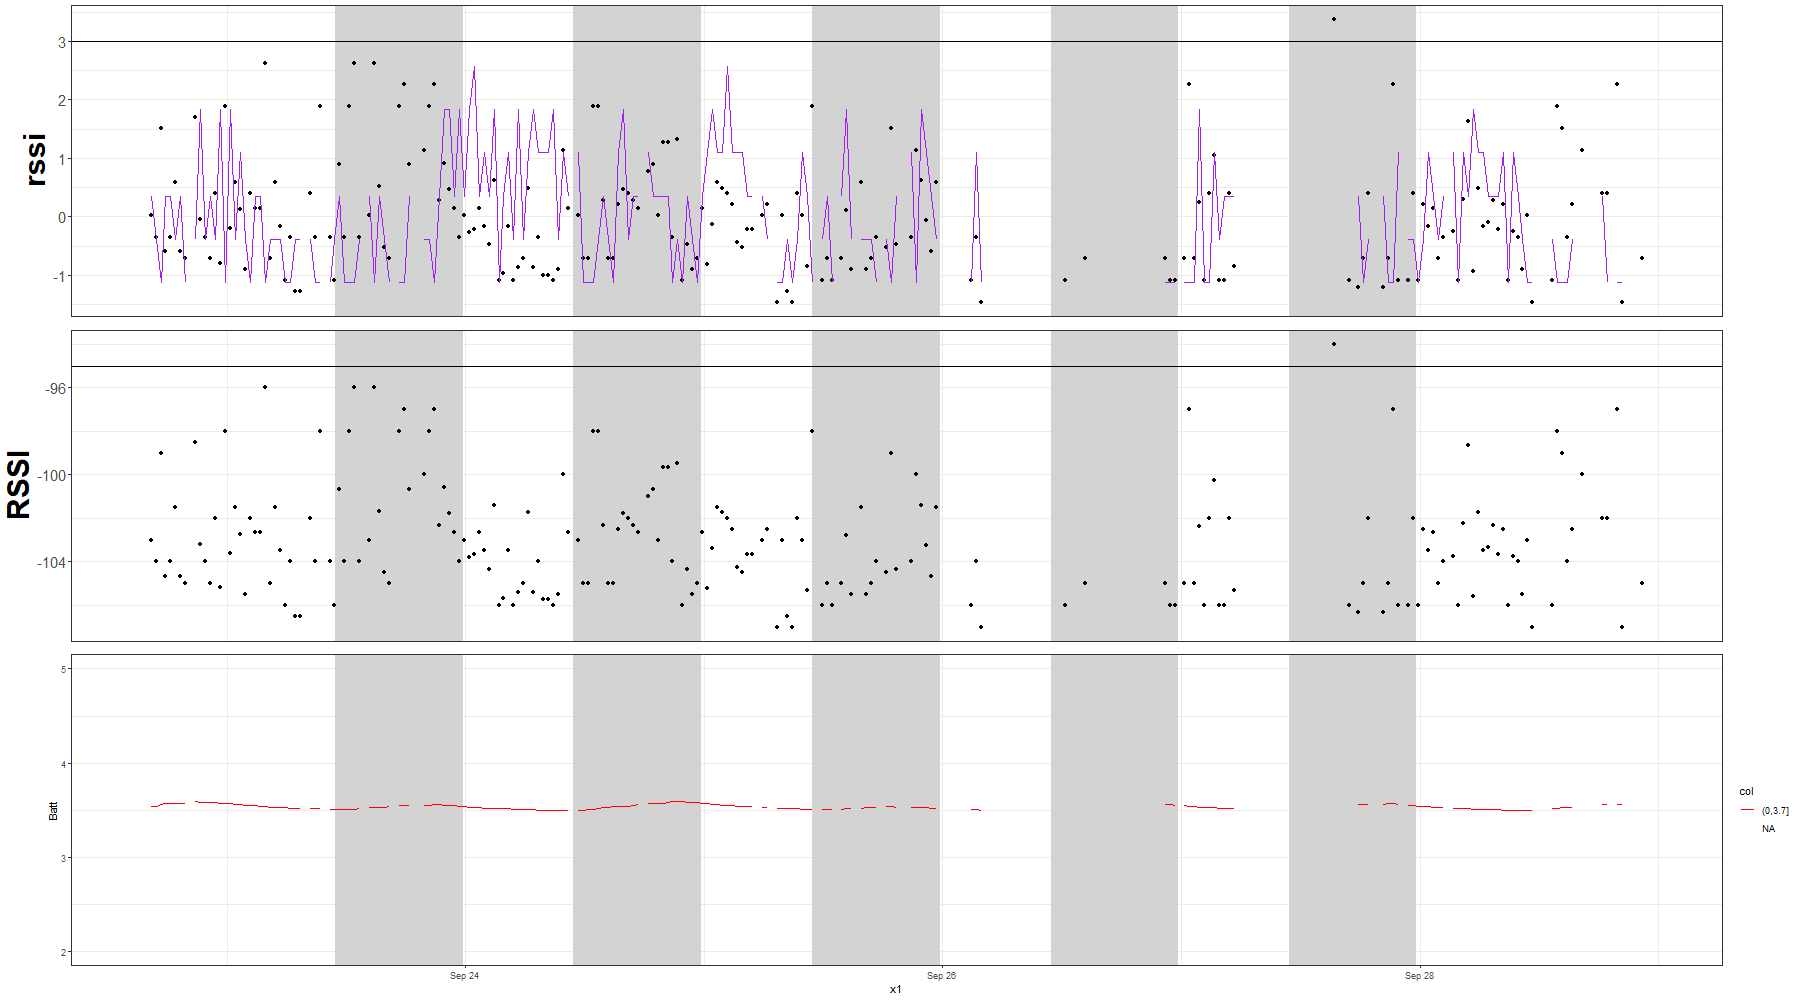 rssi
3
2
1
0
-1
RSSI
-96
-100
-104
Batt
5
4
3
2
Sep 24
Sep 26
Sep 28
x1
col
(0,3.7]
NA